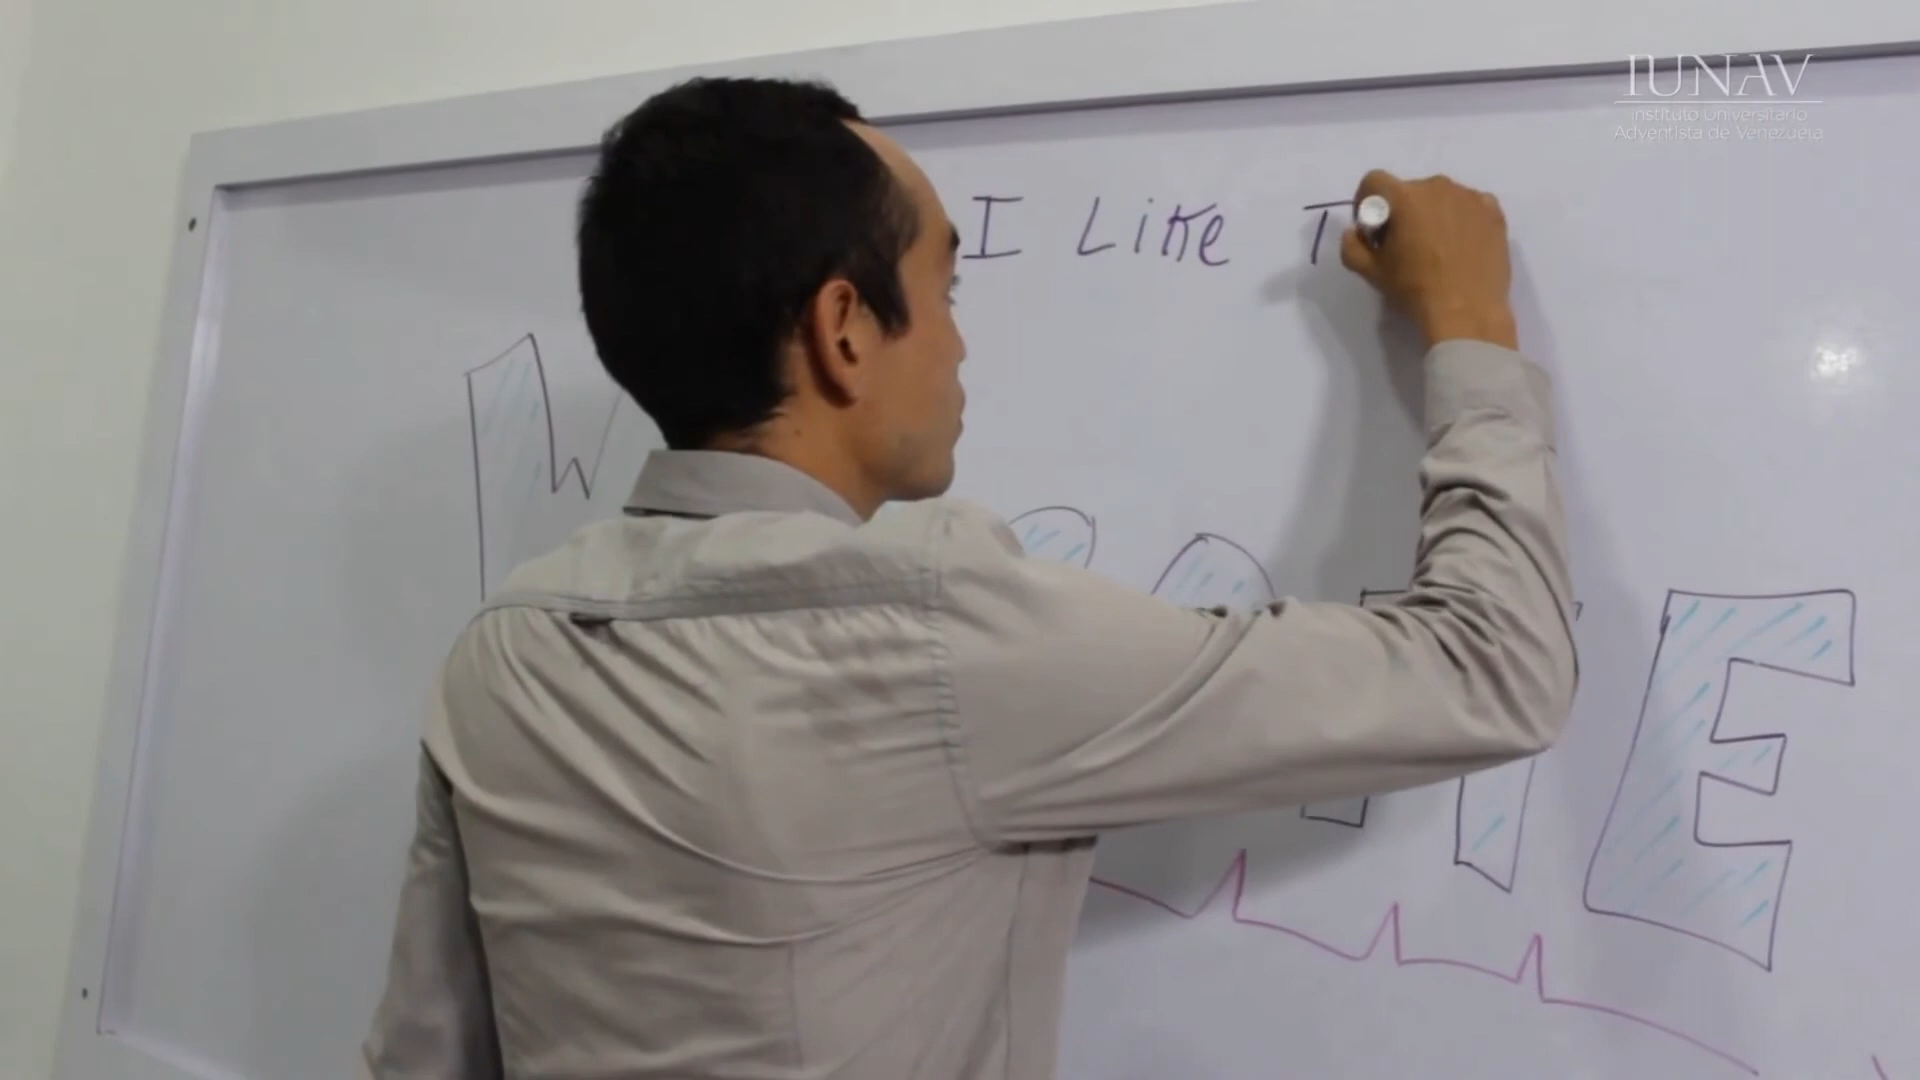 IUNAV
Instituto Universitario
Adventista de Venezuela
I Like T
W
E